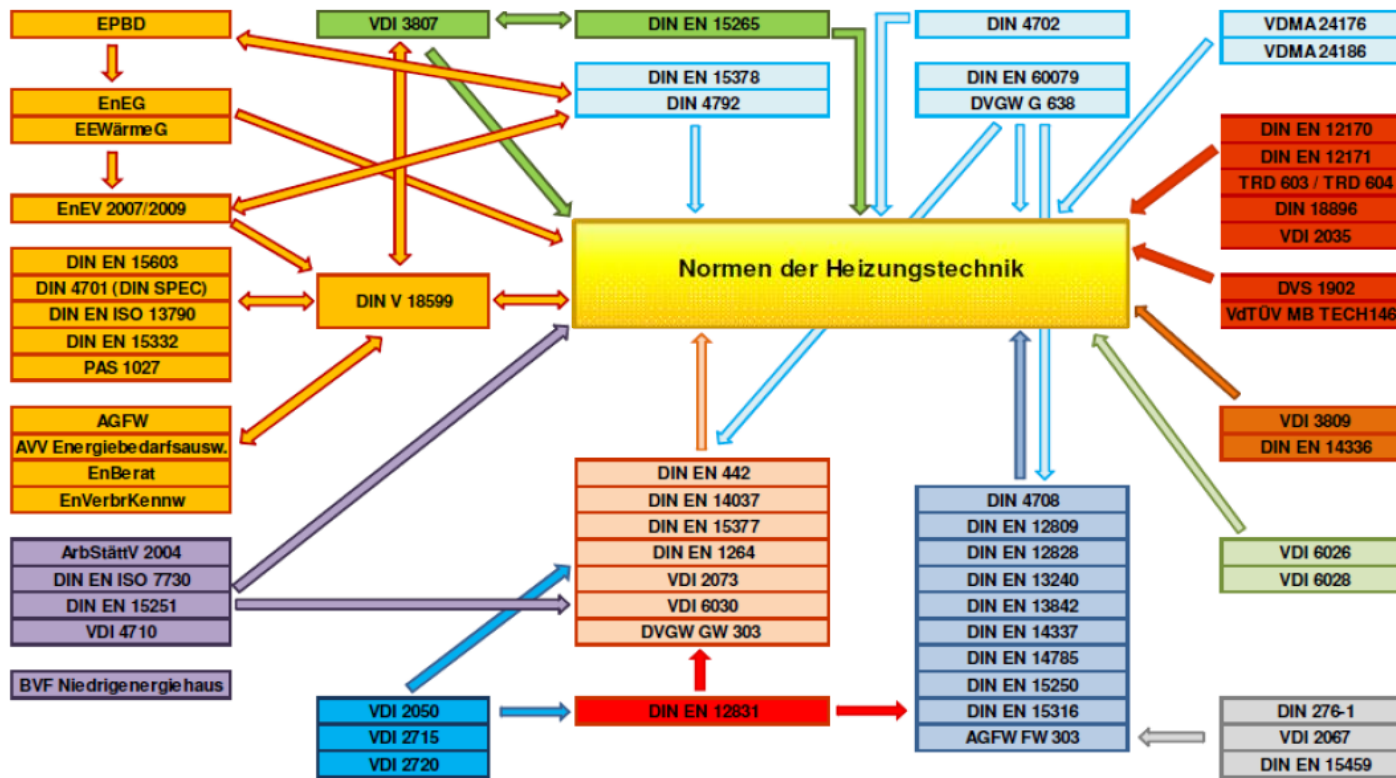 EPBD
VDI 3807
DIN EN 15265
DIN 4702
VDMA 24176
VDMA 24186
DIN EN 15378
DIN 4792
DIN EN 60079
DVGW G 638
EnEG
EEWärmeG
DIN EN 12170
DIN EN 12171
TRD 603 / TRD 604
DIN 18896
VDI 2035
EnEV 2007/2009
DIN EN 15603
DIN 4701 (DIN SPEC)
DIN EN ISO 13790
DIN EN 15332
PAS 1027
DIN V 18599
Normen der Heizungstechnik
DVS 1902
VdTÜV MB TECH146
AGFW
AVV Energiebedarfsausw.
EnBerat
EnVerbrKennw
VDI 3809
DIN EN 14336
DIN EN 442
DIN EN 14037
DIN EN 15377
DIN EN 1264
VDI 2073
VDI 6030
DVGW GW 303
DIN 4708
DIN EN 12809
DIN EN 12828
DIN EN 13240
DIN EN 13842
DIN EN 14337
DIN EN 14785
DIN EN 15250
DIN EN 15316
AGFW FW 303
VDI 6026
VDI 6028
ArbStättV 2004
DIN EN ISO 7730
DIN EN 15251
VDI 4710
BVF Niedrigenergiehaus
VDI 2050
VDI 2715
VDI 2720
DIN EN 12831
DIN 276-1
VDI 2067
DIN EN 15459